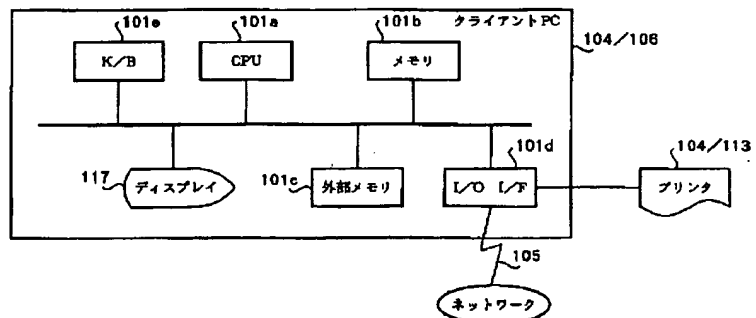 101e
101a
101b
クライアントPC
104/106
K/B
CPU
メモリ
101d
104/113
117
ディスプレイ
101c
外部メモリ
I/O I/F
プリンタ
105
ネットワーク